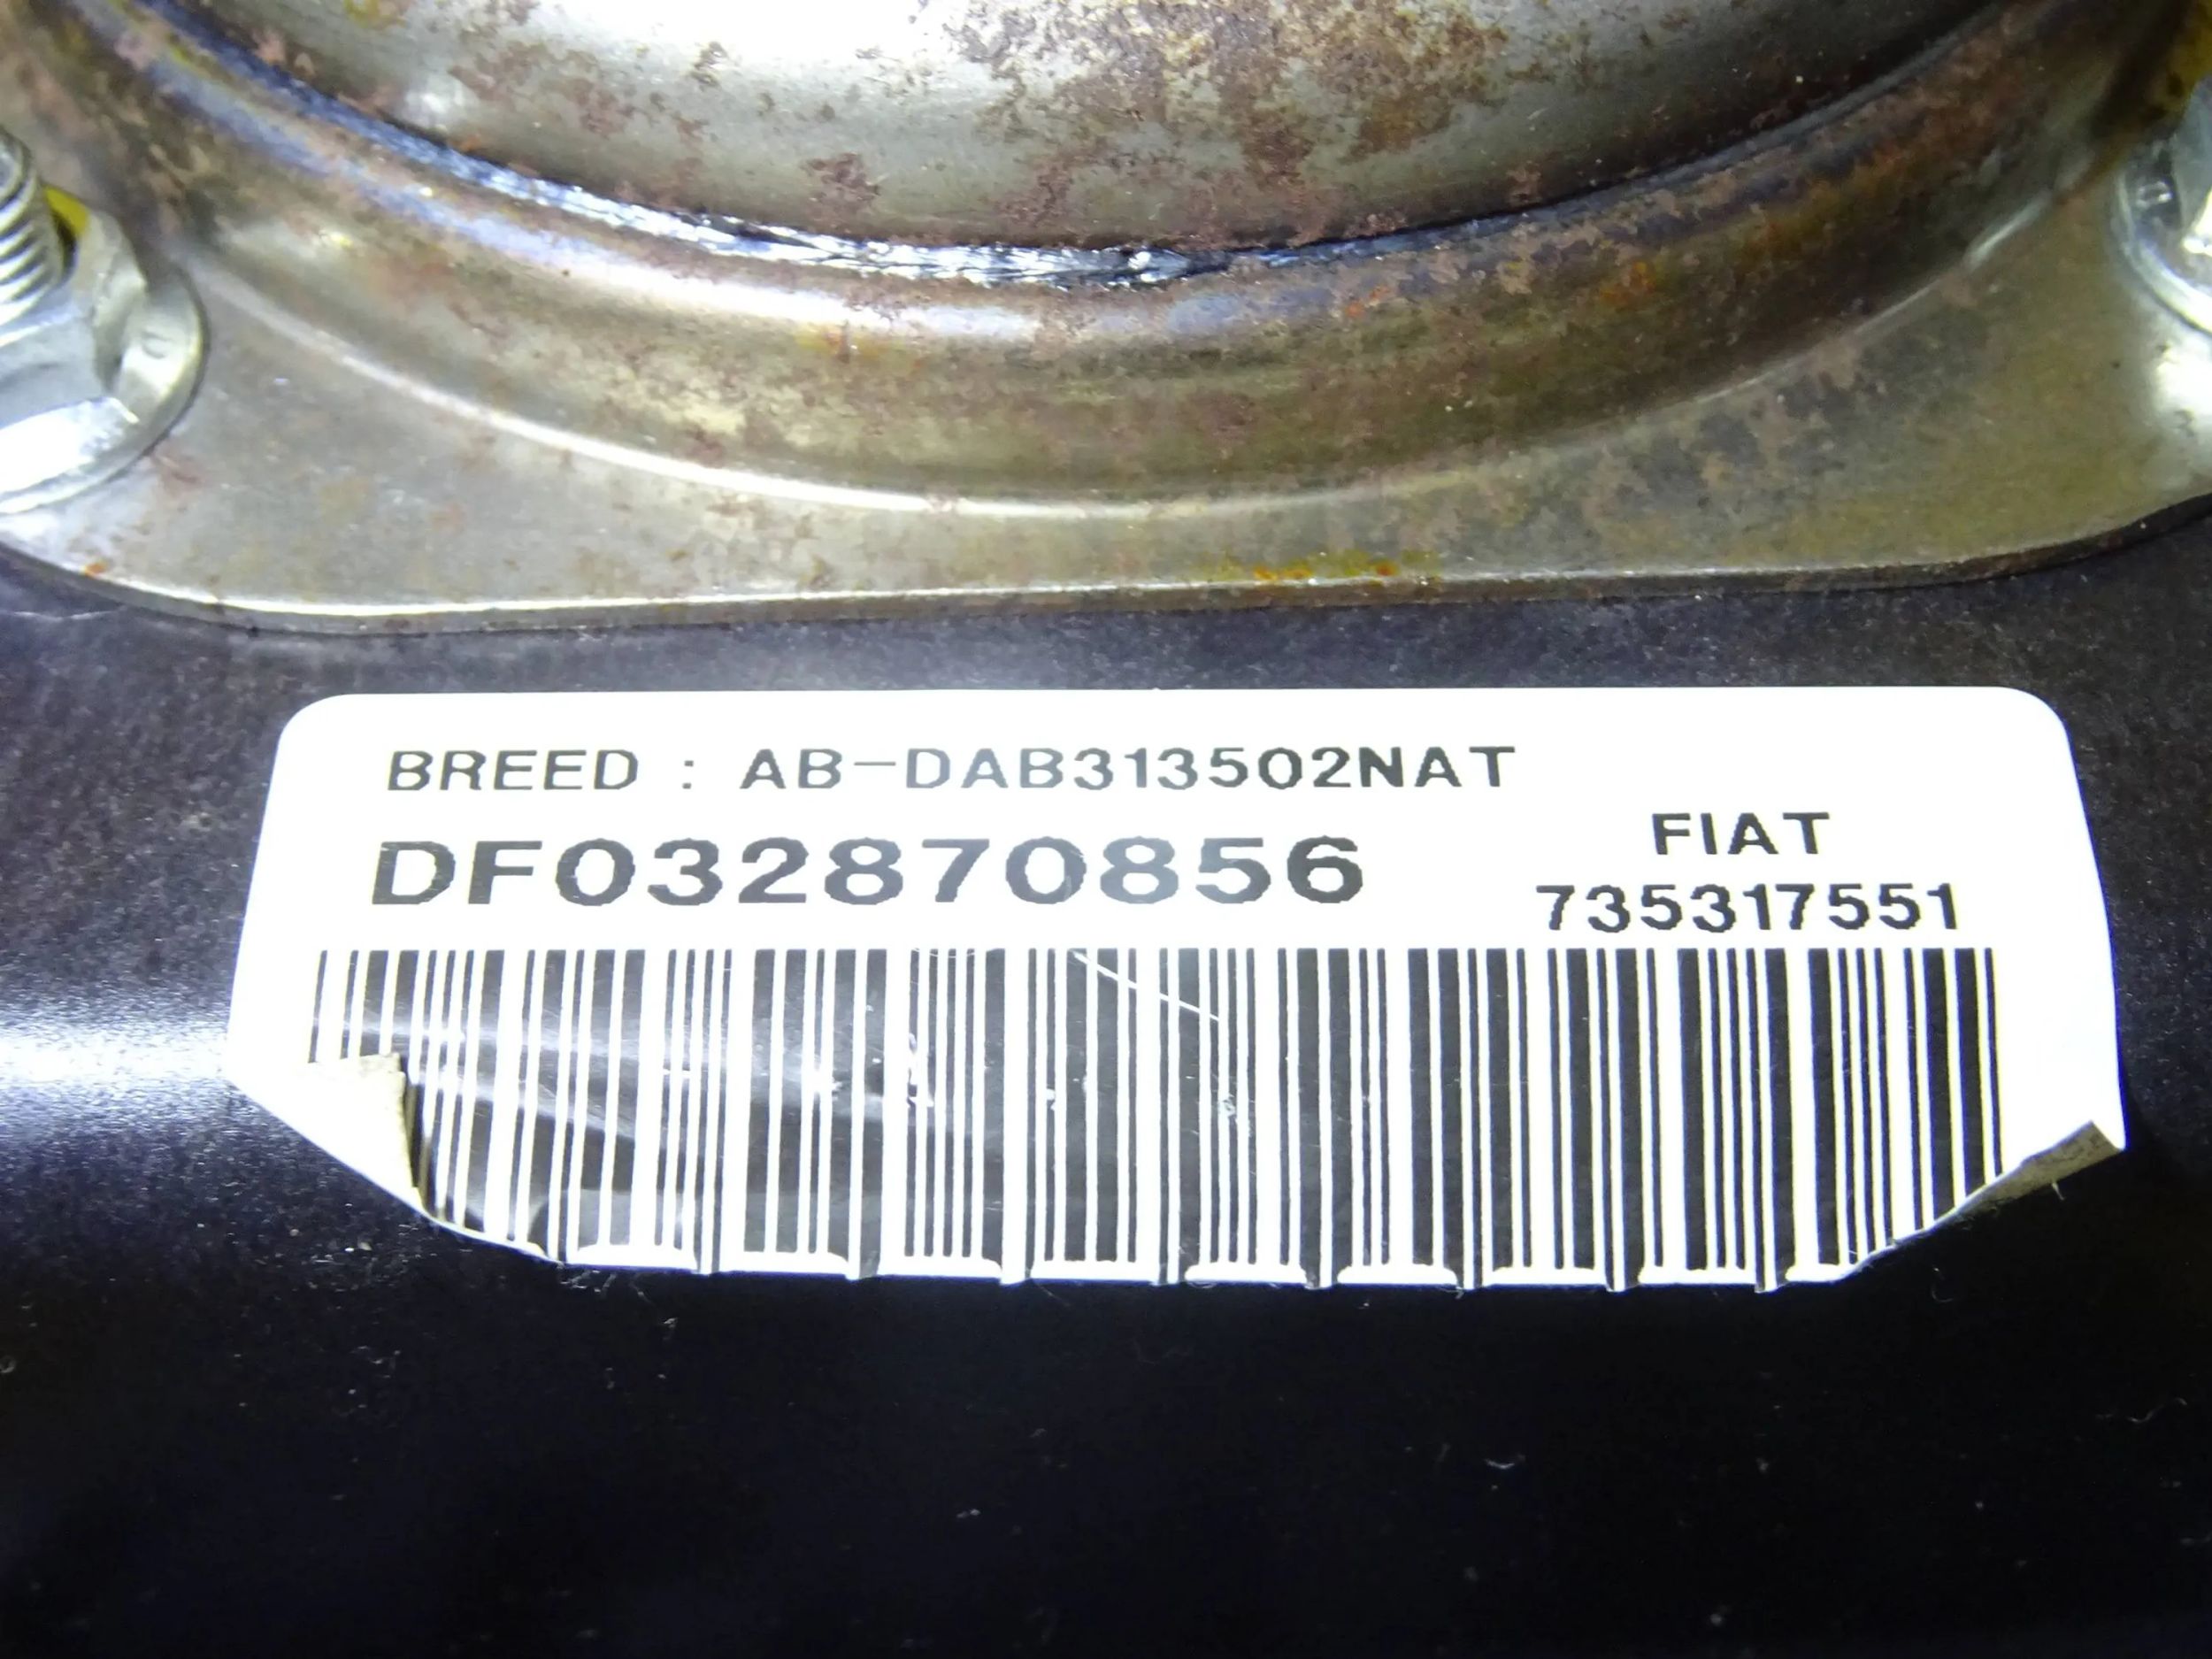 BREED : AB-DAB313502NAT
DF032870856
FIAT
735317551